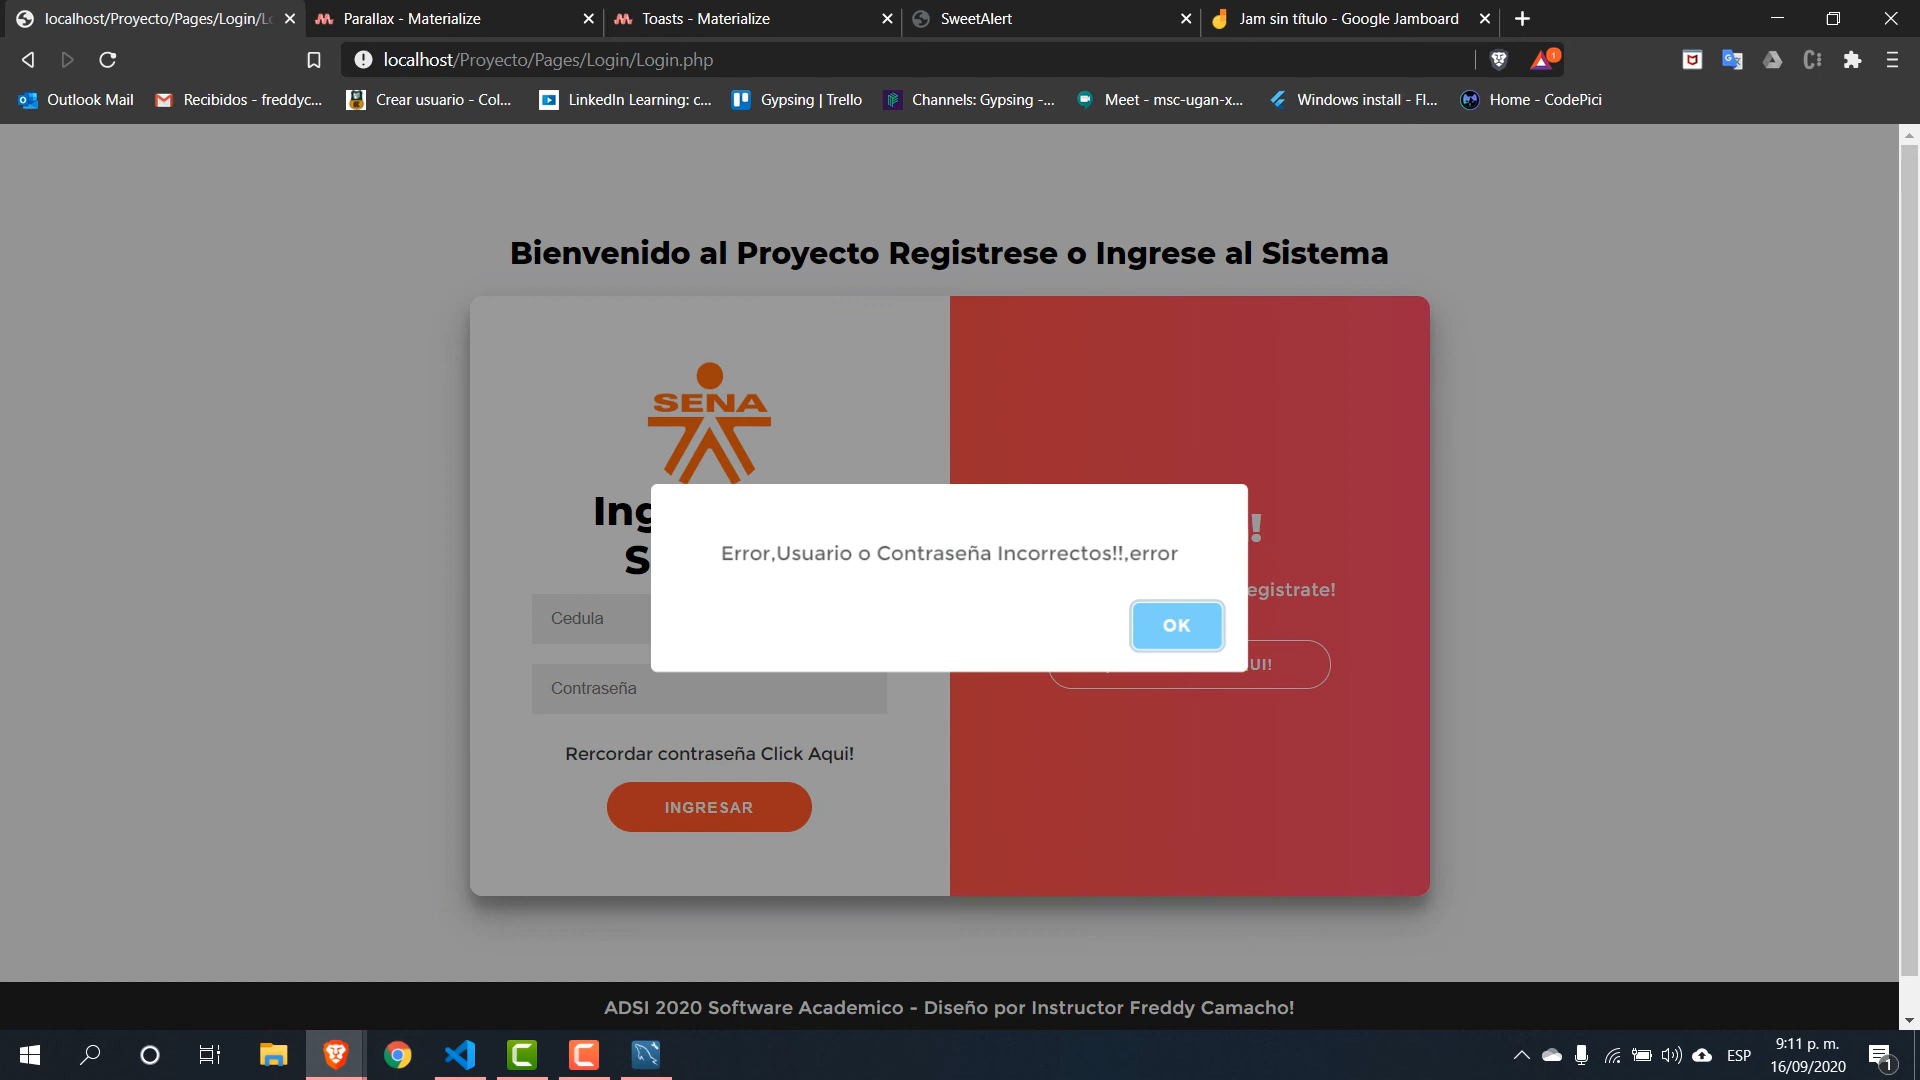 localhost/Proyecto/Pages/Login/Lo
Parallax - Materialize
Toasts - Materialize
SweetAlert
Jam sin título - Google Jamboard
localhost/Proyecto/Pages/Login/Login.php
1
Outlook Mail
Recibidos - freddyc...
Crear usuario - Col...
LinkedIn Learning: c...
Gypsing | Trello
Channels: Gypsing -...
Meet - msc-ugan-x...
Windows install - Fl...
Home - CodePici
Bienvenido al Proyecto Registrese o Ingrese al Sistema
SENA
Ing
S
!
Error,Usuario o Contraseña Incorrectos!!,error
egistrate!
Cedula
OK
UI!
Contraseña
Rercordar contraseña Click Aqui!
INGRESAR
ADSI 2020 Software Academico - Diseño por Instructor Freddy Camacho!
ESP
9:11 p. m.
16/09/2020
1